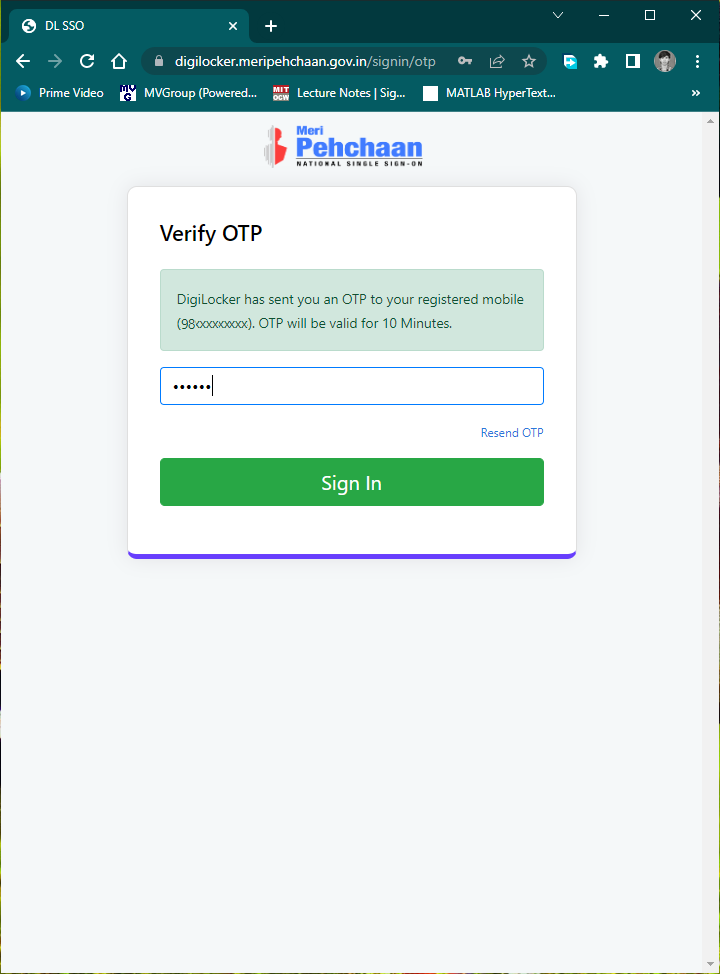 DL SSO
digilocker.meripehchaan.gov.in/signin/otp
Prime Video MVGroup (Powered... MIT OCW Lecture Notes | Sig... MATLAB HyperText... »
Meri
Pehchaan
NATIONAL SINGLE SIGN-ON
Verify OTP
DigiLocker has sent you an OTP to your registered mobile
(98xxxxxxxx). OTP will be valid for 10 Minutes.
••••••
Resend OTP
Sign In